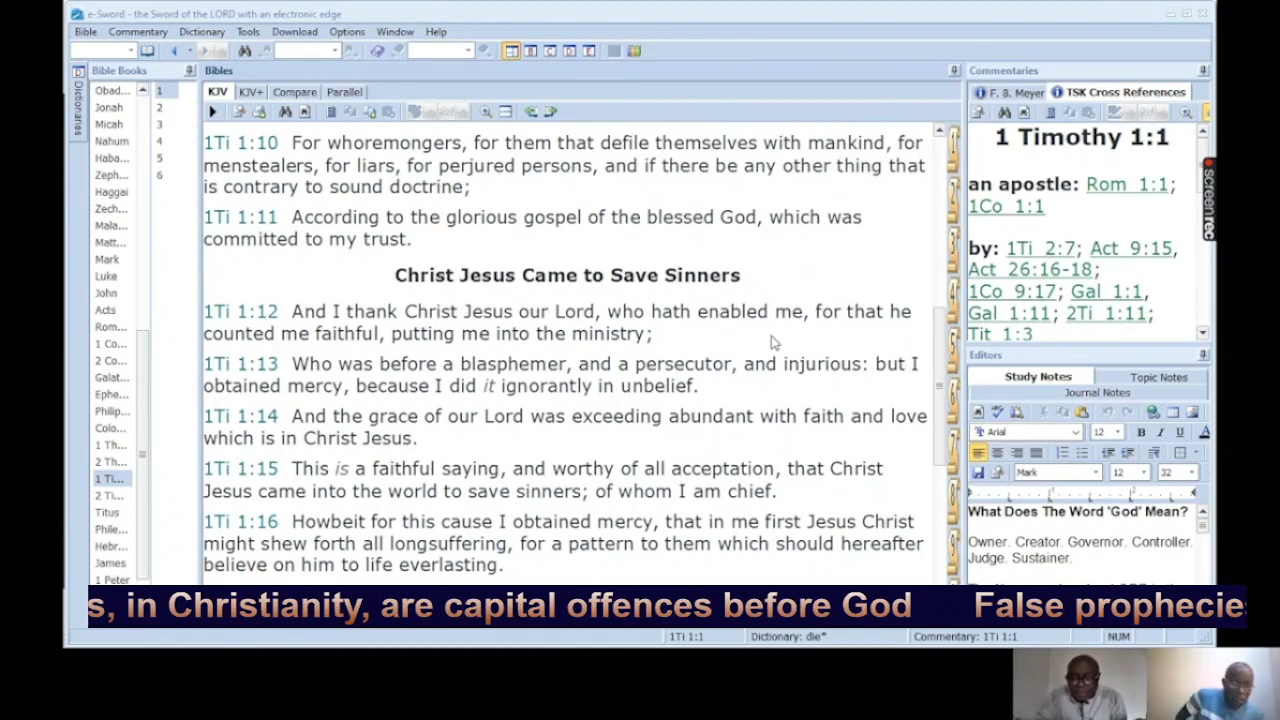 e-Sword - the Sword of the LORD with an electronic edge
Bible Commentary Dictionary Tools Download Options Window Help
Dictionaries
Bible Books
Obad...
Jonah
Micah
Nahum
Haba...
Zeph...
Haggai
Zech...
Mala...
Matt...
Mark
Luke
John
Acts
Rom...
1 Co...
2 Co...
Galat...
Ephe...
Philip...
Colo...
1 Th...
2 Th...
1 Ti...
2 Ti...
Titus
Phile...
Hebr...
James
1 Peter
1
2
3
4
5
6
Bibles
KJV KJV+ Compare Parallel
1Ti 1:10 For whoremongers, for them that defile themselves with mankind, for
menstealers, for liars, for perjured persons, and if there be any other thing that
is contrary to sound doctrine;
1Ti 1:11 According to the glorious gospel of the blessed God, which was
committed to my trust.
Christ Jesus Came to Save Sinners
1Ti 1:12 And I thank Christ Jesus our Lord, who hath enabled me, for that he
counted me faithful, putting me into the ministry;
1Ti 1:13 Who was before a blasphemer, and a persecutor, and injurious: but I
obtained mercy, because I did it ignorantly in unbelief.
1Ti 1:14 And the grace of our Lord was exceeding abundant with faith and love
which is in Christ Jesus.
1Ti 1:15 This is a faithful saying, and worthy of all acceptation, that Christ
Jesus came into the world to save sinners; of whom I am chief.
1Ti 1:16 Howbeit for this cause I obtained mercy, that in me first Jesus Christ
might shew forth all longsuffering, for a pattern to them which should hereafter
believe on him to life everlasting.
1
2
3
4
5
6
7
8
9
Commentaries
F. B. Meyer TSK Cross References
1 Timothy 1:1
an apostle: Rom 1:1;
1Co 1:1
by: 1Ti 2:7; Act 9:15,
Act 26:16-18;
1Co 9:17; Gal 1:1,
Gal 1:11; 2Ti 1:11;
Tit 1:3
screenrec
Editors
Study Notes Topic Notes
Journal Notes
Arial 12 B I U A
Mark 12 32
What Does The Word 'God' Mean?
Owner. Creator. Governor. Controller.
Judge. Sustainer.
s, in Christianity, are capital offences before God False prophecies
1Ti 1:1 Dictionary: die* Commentary: 1Ti 1:1 NUM